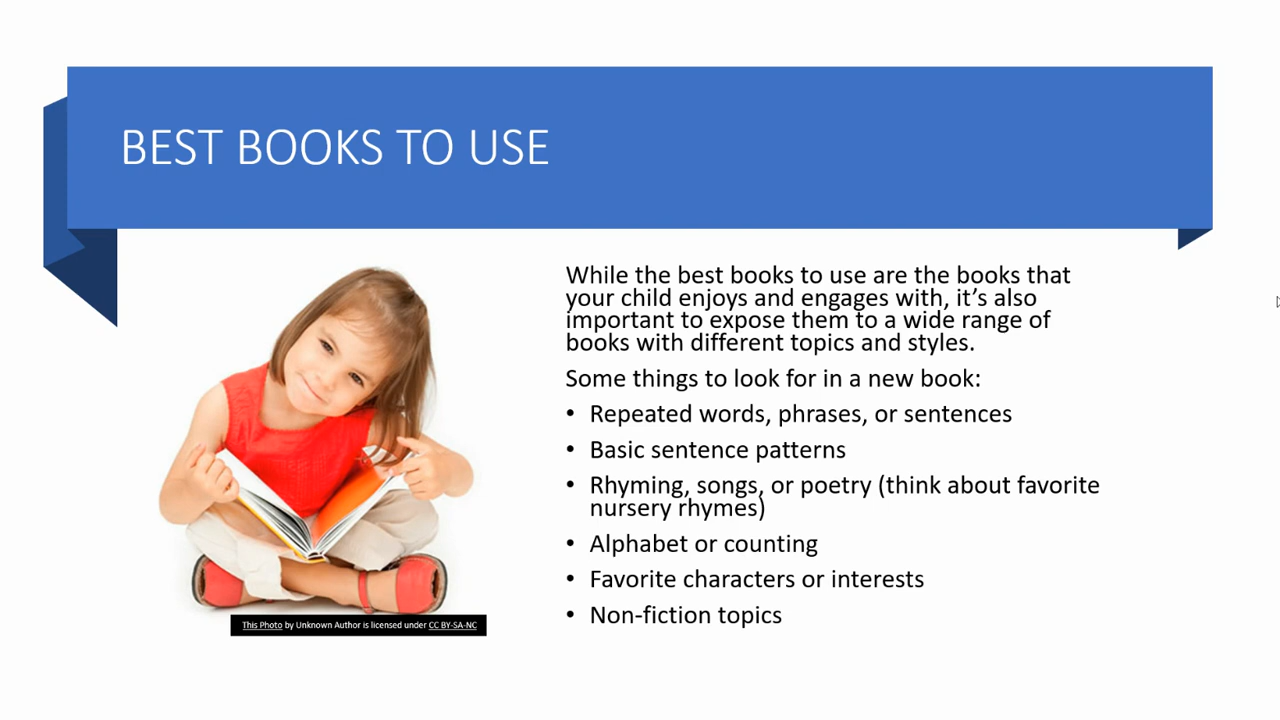 BEST BOOKS TO USE
While the best books to use are the books that
your child enjoys and engages with, it’s also
important to expose them to a wide range of
books with different topics and styles.
Some things to look for in a new book:
• Repeated words, phrases, or sentences
• Basic sentence patterns
• Rhyming, songs, or poetry (think about favorite
nursery rhymes)
• Alphabet or counting
• Favorite characters or interests
• Non-fiction topics
This Photo by Unknown Author is licensed under CC BY-SA-NC